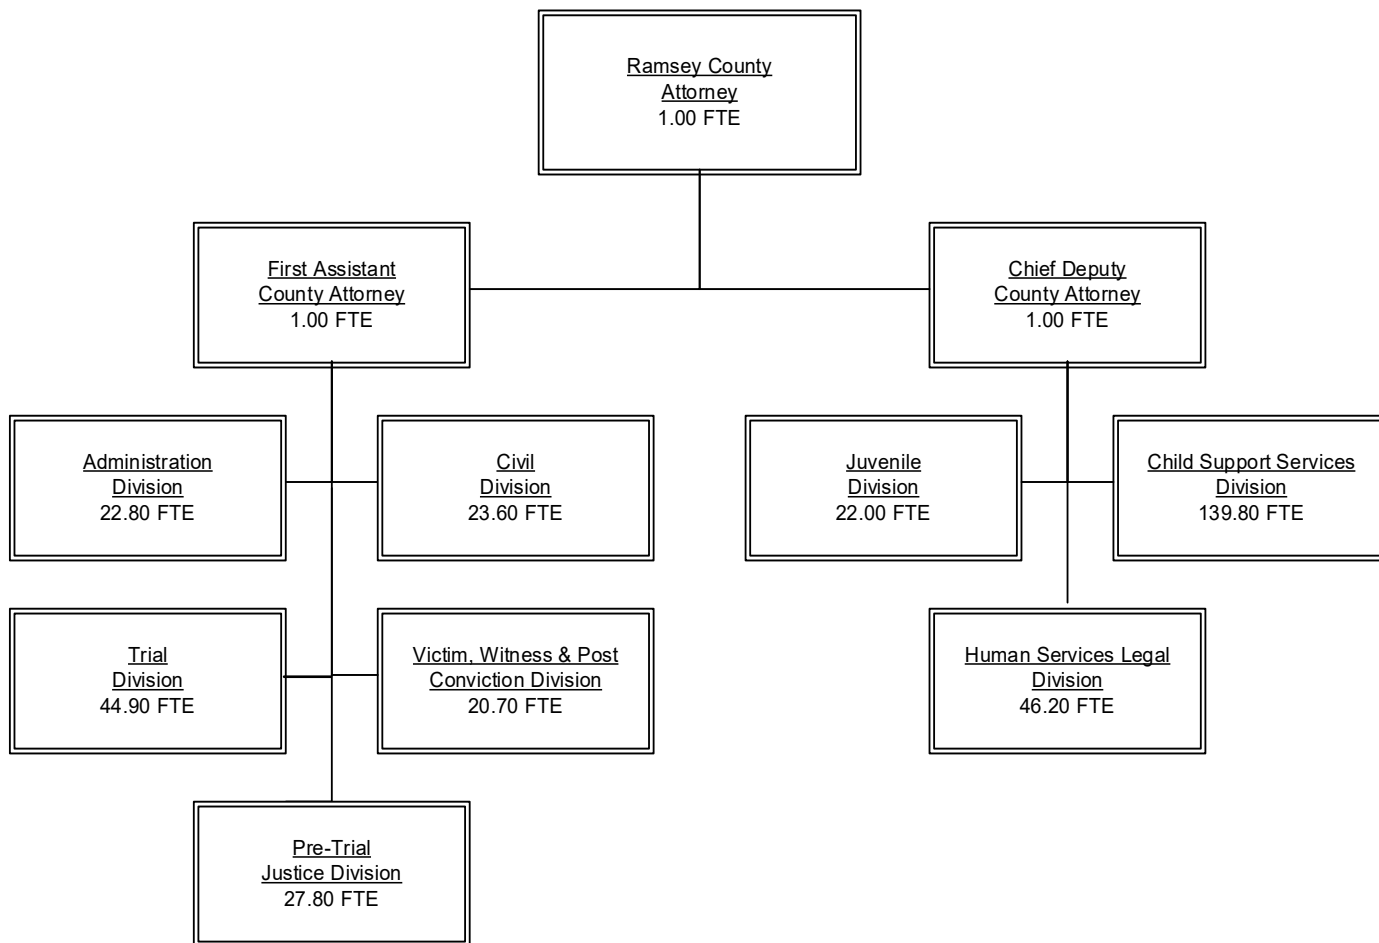 Ramsey County
Attorney
1.00 FTE
First Assistant
County Attorney
1.00 FTE
Chief Deputy
County Attorney
1.00 FTE
Administration
Division
22.80 FTE
Civil
Division
23.60 FTE
Juvenile
Division
22.00 FTE
Child Support Services
Division
139.80 FTE
Trial
Division
44.90 FTE
Victim, Witness & Post
Conviction Division
20.70 FTE
Human Services Legal
Division
46.20 FTE
Pre-Trial
Justice Division
27.80 FTE